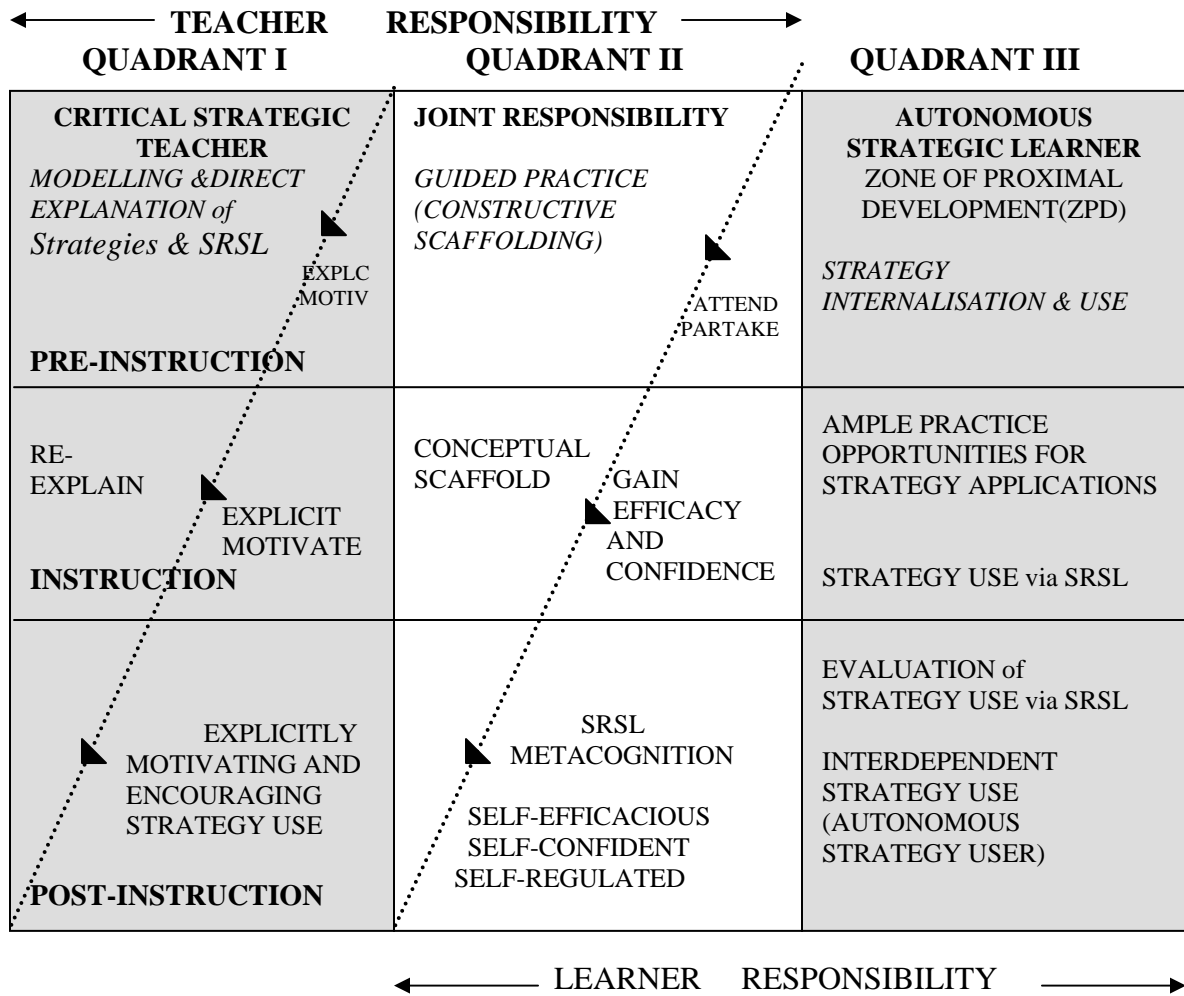 TEACHER RESPONSIBILITY
QUADRANT I
QUADRANT II
QUADRANT III
CRITICAL STRATEGIC
TEACHER
MODELLING &DIRECT
EXPLANATION of
Strategies & SRSL
EXPLC
MOTIV
PRE-INSTRUCTION
JOINT RESPONSIBILITY
GUIDED PRACTICE
(CONSTRUCTIVE
SCAFFOLDING)
ATTEND
PARTAKE
AUTONOMOUS
STRATEGIC LEARNER
ZONE OF PROXIMAL
DEVELOPMENT(ZPD)
STRATEGY
INTERNALISATION & USE
RE-
EXPLAIN
EXPLICIT
MOTIVATE
INSTRUCTION
CONCEPTUAL
SCAFFOLD
GAIN
EFFICACY
AND
CONFIDENCE
AMPLE PRACTICE
OPPORTUNITIES FOR
STRATEGY APPLICATIONS
STRATEGY USE via SRSL
EXPLICITLY
MOTIVATING AND
ENCOURAGING
STRATEGY USE
POST-INSTRUCTION
SRSL
METACOGNITION
SELF-EFFICACIOUS
SELF-CONFIDENT
SELF-REGULATED
EVALUATION of
STRATEGY USE via SRSL
INTERDEPENDENT
STRATEGY USE
(AUTONOMOUS
STRATEGY USER)
LEARNER RESPONSIBILITY